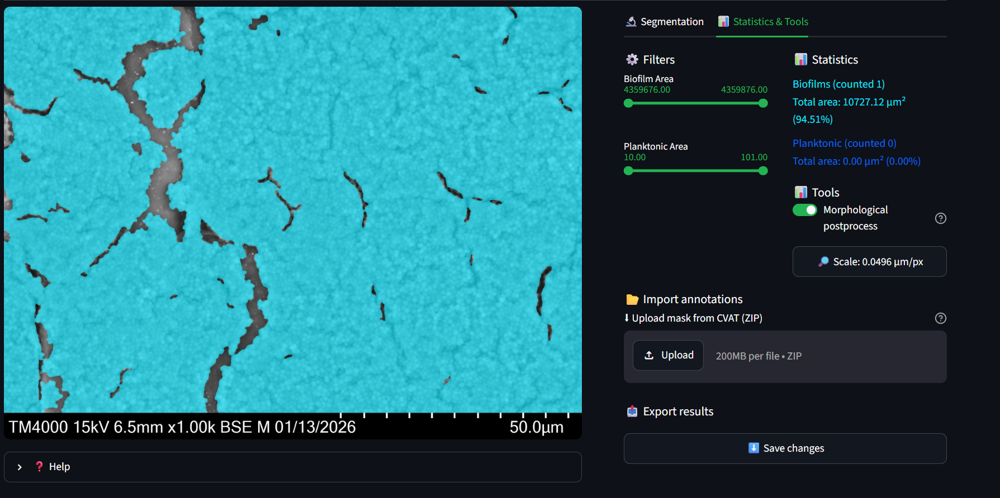 Segmentation
Statistics & Tools
Filters
Biofilm Area
4359676.00 4359876.00
Planktonic Area
10.00 101.00
Statistics
Biofilms (counted 1)
Total area: 10727.12 µm²
(94.51%)
Planktonic (counted 0)
Total area: 0.00 µm² (0.00%)
Tools
Morphological
postprocess
Scale: 0.0496 µm/px
Import annotations
Upload mask from CVAT (ZIP)
Upload
200MB per file • ZIP
Export results
Save changes
TM4000 15kV 6.5mm x1.00k BSE M 01/13/2026 50.0µm
Help